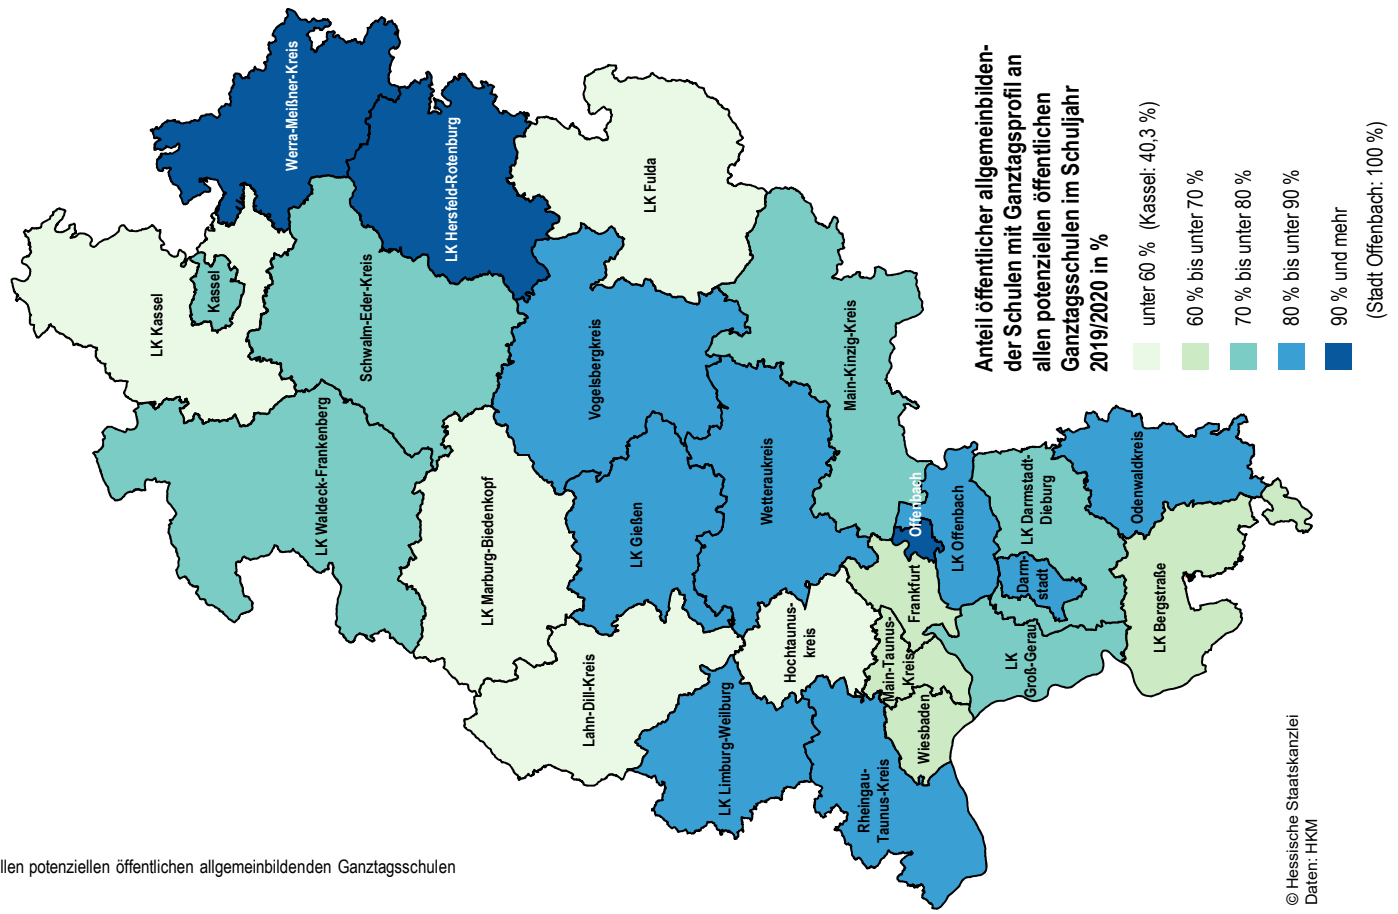 Anteil öffentlicher allgemeinbilden-
der Schulen mit Ganztagsprofil an
allen potenziellen öffentlichen
Ganztagsschulen im Schuljahr
2019/2020 in %
unter 60 % (Kassel: 40,3 %)
60 % bis unter 70 %
70 % bis unter 80 %
80 % bis unter 90 %
90 % und mehr
(Stadt Offenbach: 100 %)
Werra-Meißner-Kreis
LK Hersfeld-Rotenburg
LK Fulda
LK Kassel
Kassel
Schwalm-Eder-Kreis
LK Waldeck-Frankenberg
LK Marburg-Biedenkopf
Vogelsbergkreis
LK Gießen
Wetteraukreis
Main-Kinzig-Kreis
Lahn-Dill-Kreis
LK Limburg-Weilburg
Hochtaunus-
kreis
Rheingau-
Taunus-Kreis
Main-Taunus-
Kreis
Wiesbaden
Frankfurt
Offenbach
LK Offenbach
LK Darmstadt-
Dieburg
Darm-
stadt
LK
Groß-Gerau
Odenwaldkreis
LK Bergstraße
© Hessische Staatskanzlei
Daten: HKM
llen potenziellen öffentlichen allgemeinbildenden Ganztagsschulen